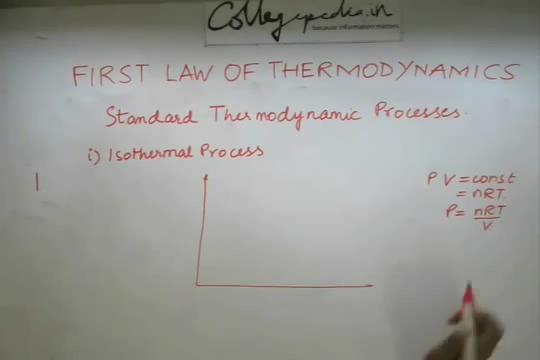 Collegepedia.in
because information matters.
FIRST LAW OF THERMODYNAMICS
Standard Thermodynamic Processes.
i) Isothermal Process
PV = const
= nRT
P = nRT
V